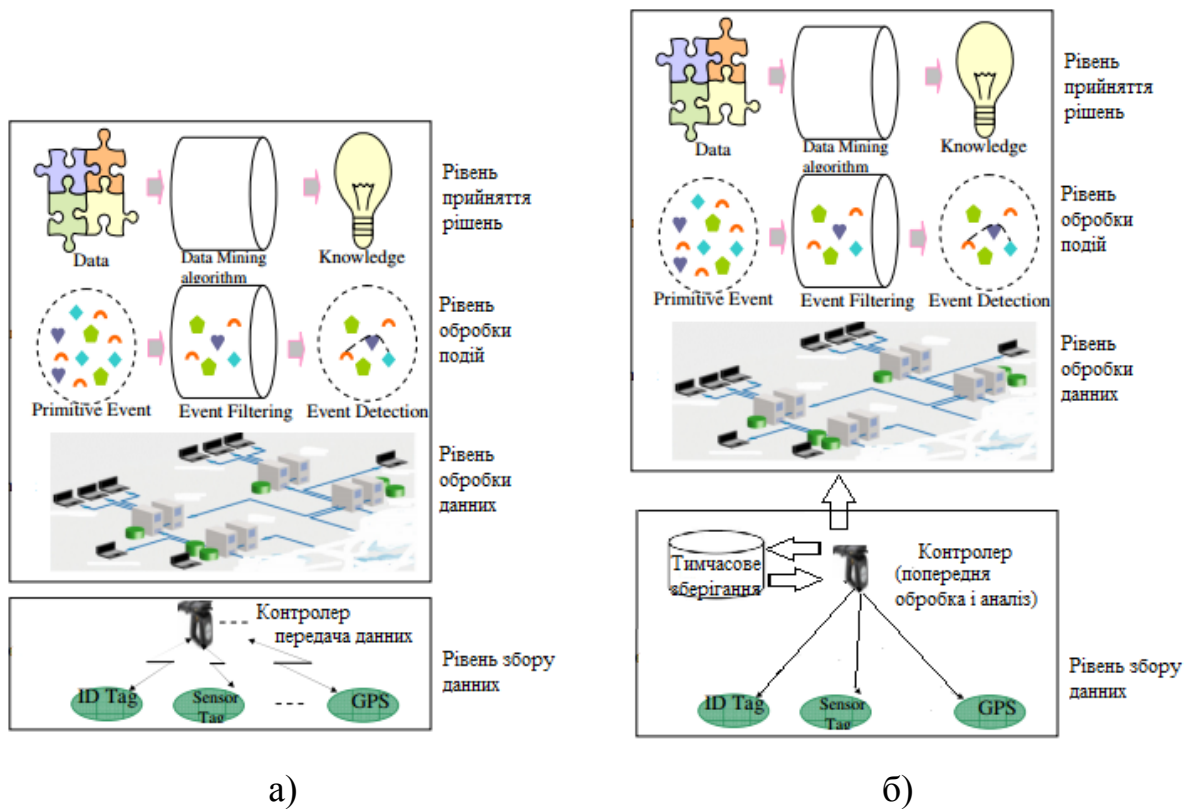 Data
Data Mining
algorithm
Knowledge
Рівень
прийняття
рішень
Primitive Event
Event Filtering
Event Detection
Рівень
обробки
подій
Рівень
обробки
данних
Контролер
передача данних
ID Tag
Sensor
Tag
GPS
Рівень збору
данних
а)
Data
Data Mining
algorithm
Knowledge
Рівень
прийняття
рішень
Primitive Event
Event Filtering
Event Detection
Рівень
обробки
подій
Рівень
обробки
данних
Тимчасове
зберігання
Контролер
(попередня
обробка і аналіз)
ID Tag
Sensor
Tag
GPS
Рівень збору
данних
б)